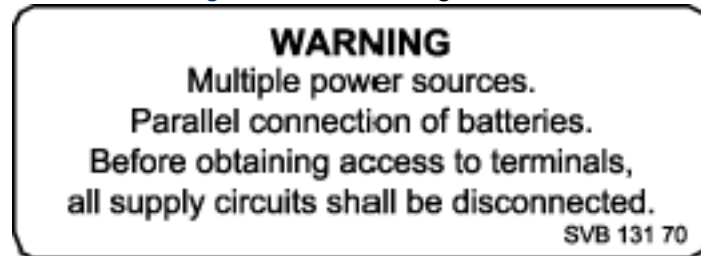 WARNING
Multiple power sources.
Parallel connection of batteries.
Before obtaining access to terminals,
all supply circuits shall be disconnected.
SVB 131 70